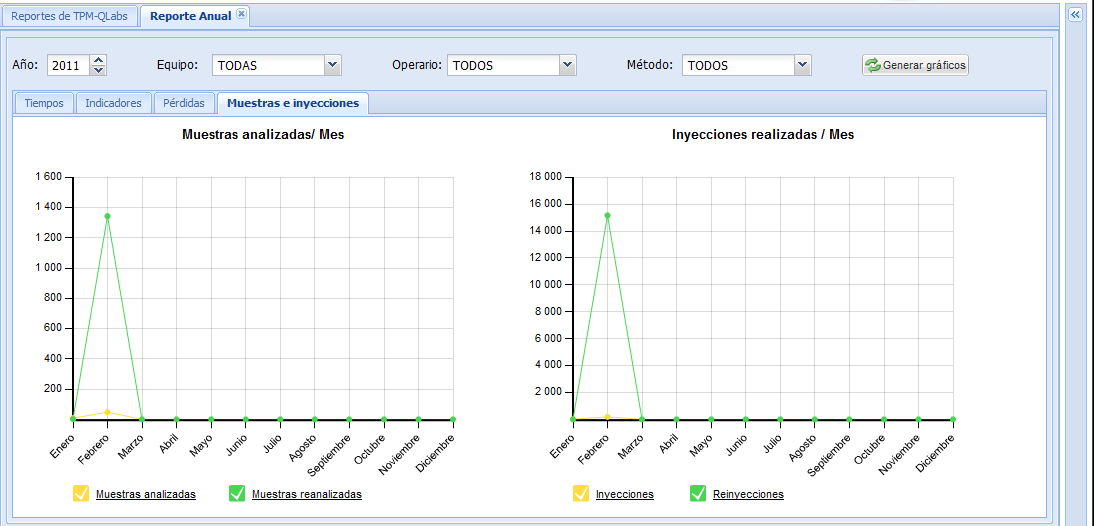 Reportes de TPM-QLabs Reporte Anual
Año: 2011 Equipo: TODAS Operario: TODOS Método: TODOS Generar gráficos
Tiempos Indicadores Pérdidas Muestras e inyecciones
Muestras analizadas/ Mes
1 600
1 400
1 200
1 000
800
600
400
200
Enero Febrero Marzo Abril Mayo Junio Julio Agosto Septiembre Octubre Noviembre Diciembre
Muestras analizadas Muestras reanalizadas
Inyecciones realizadas / Mes
18 000
16 000
14 000
12 000
10 000
8 000
6 000
4 000
2 000
Enero Febrero Marzo Abril Mayo Junio Julio Agosto Septiembre Octubre Noviembre Diciembre
Inyecciones Reinyecciones